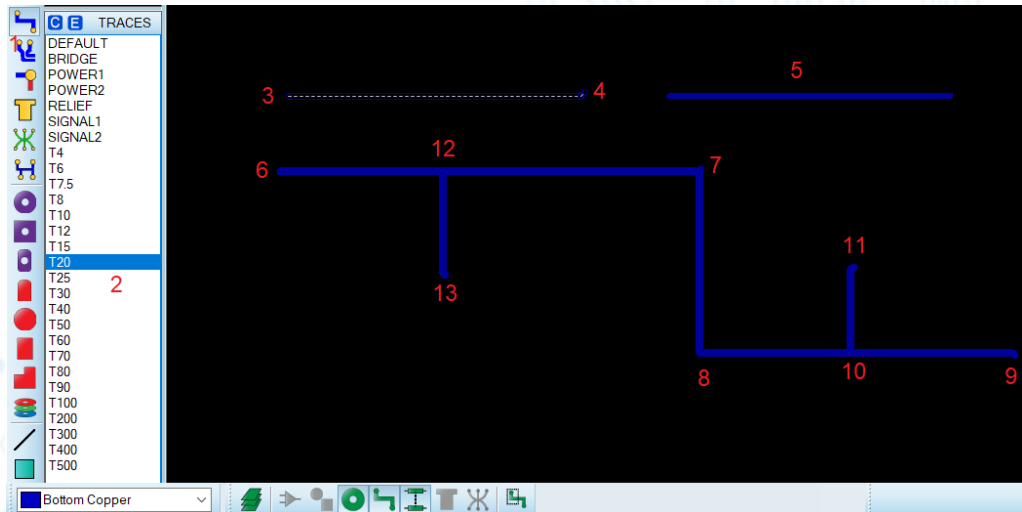 C E TRACES
1
DEFAULT
BRIDGE
POWER1
POWER2
RELIEF
SIGNAL1
SIGNAL2
T4
T6
T7.5
T8
T10
T12
T15
T20
T25
T30
T40
T50
T60
T70
T80
T90
T100
T200
T300
T400
T500
2
3
4
5
6
12
7
13
11
8
10
9
Bottom Copper